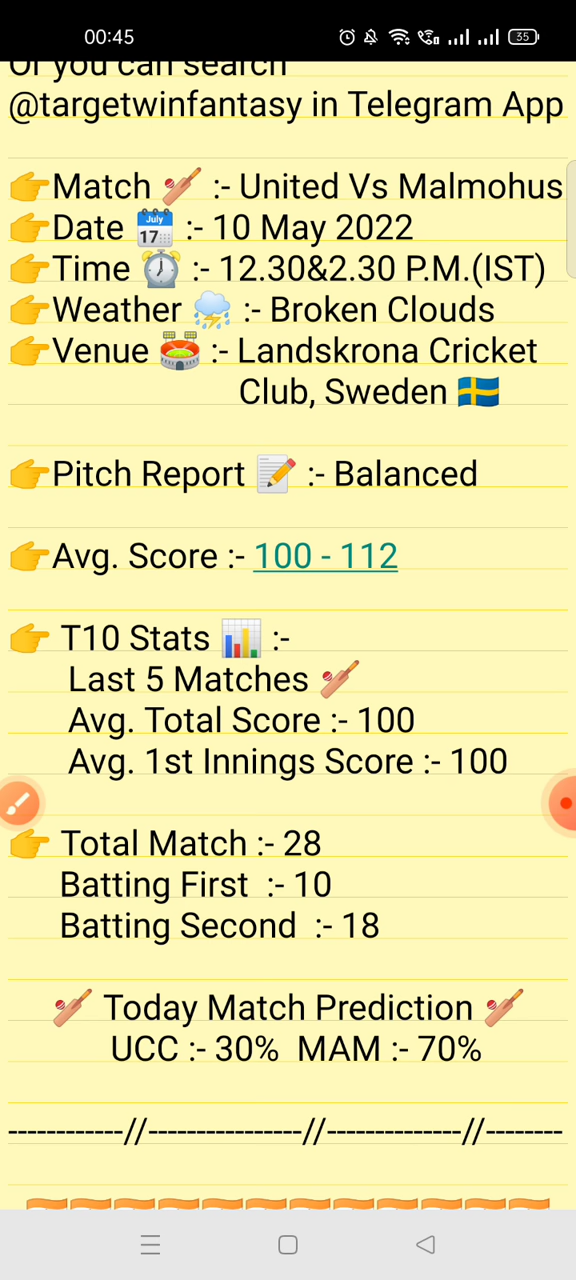 00:45
35
Or you can search
@targetwinfantasy in Telegram App
👉Match 🏏 :- United Vs Malmohus
👉Date 📅 :- 10 May 2022
👉Time ⏰ :- 12.30&2.30 P.M.(IST)
👉Weather ⛈️ :- Broken Clouds
👉Venue 🏟️ :- Landskrona Cricket
Club, Sweden 🇸🇪
👉Pitch Report 📝 :- Balanced
👉Avg. Score :- 100 - 112
👉 T10 Stats 📊 :-
Last 5 Matches 🏏
Avg. Total Score :- 100
Avg. 1st Innings Score :- 100
👉 Total Match :- 28
Batting First :- 10
Batting Second :- 18
🏏 Today Match Prediction 🏏
UCC :- 30% MAM :- 70%
------------//----------------//--------------//--------